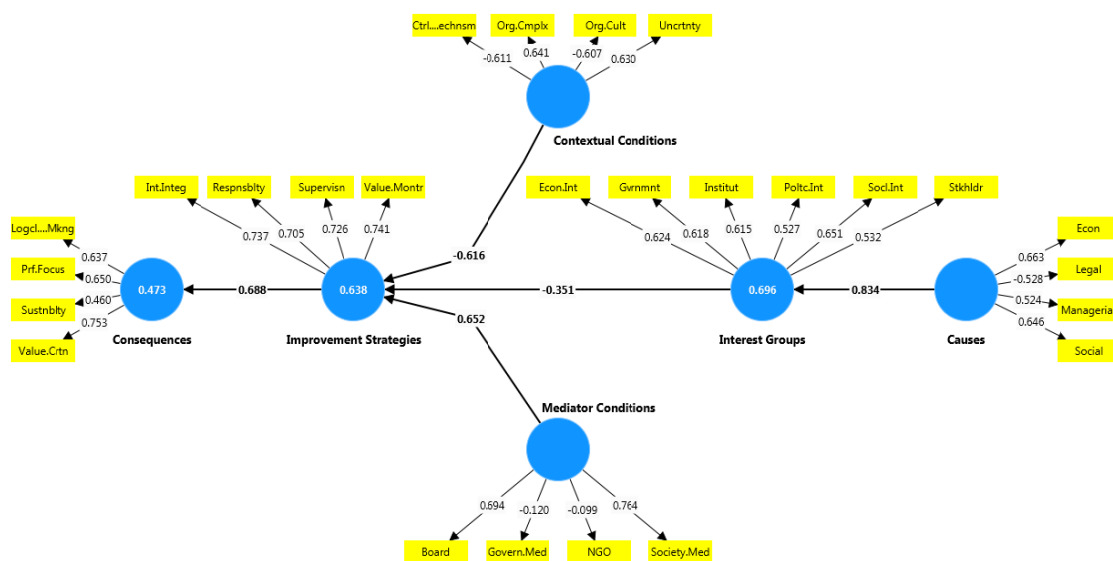 Ctrl....echnsm
Org.Cmplx
Org.Cult
Uncrtnty
-0.611
0.641
-0.607
0.630
Contextual Conditions
Int.Integ
Respnsblty
Supervisn
Value.Montr
0.737
0.705
0.726
0.741
Econ.Int
Gvrnmnt
Institut
Poltc.Int
Socl.Int
Stkhldr
0.624
0.618
0.615
0.527
0.651
0.532
Logcl....Mkng
Prf.Focus
Sustnblty
Value.Crtn
0.637
0.650
0.460
0.753
Econ
Legal
Manageria
Social
0.663
-0.528
0.524
0.646
-0.616
0.473
0.688
0.638
-0.351
0.696
0.834
0.652
Consequences
Improvement Strategies
Interest Groups
Causes
Mediator Conditions
0.694
-0.120
-0.099
0.764
Board
Govern.Med
NGO
Society.Med